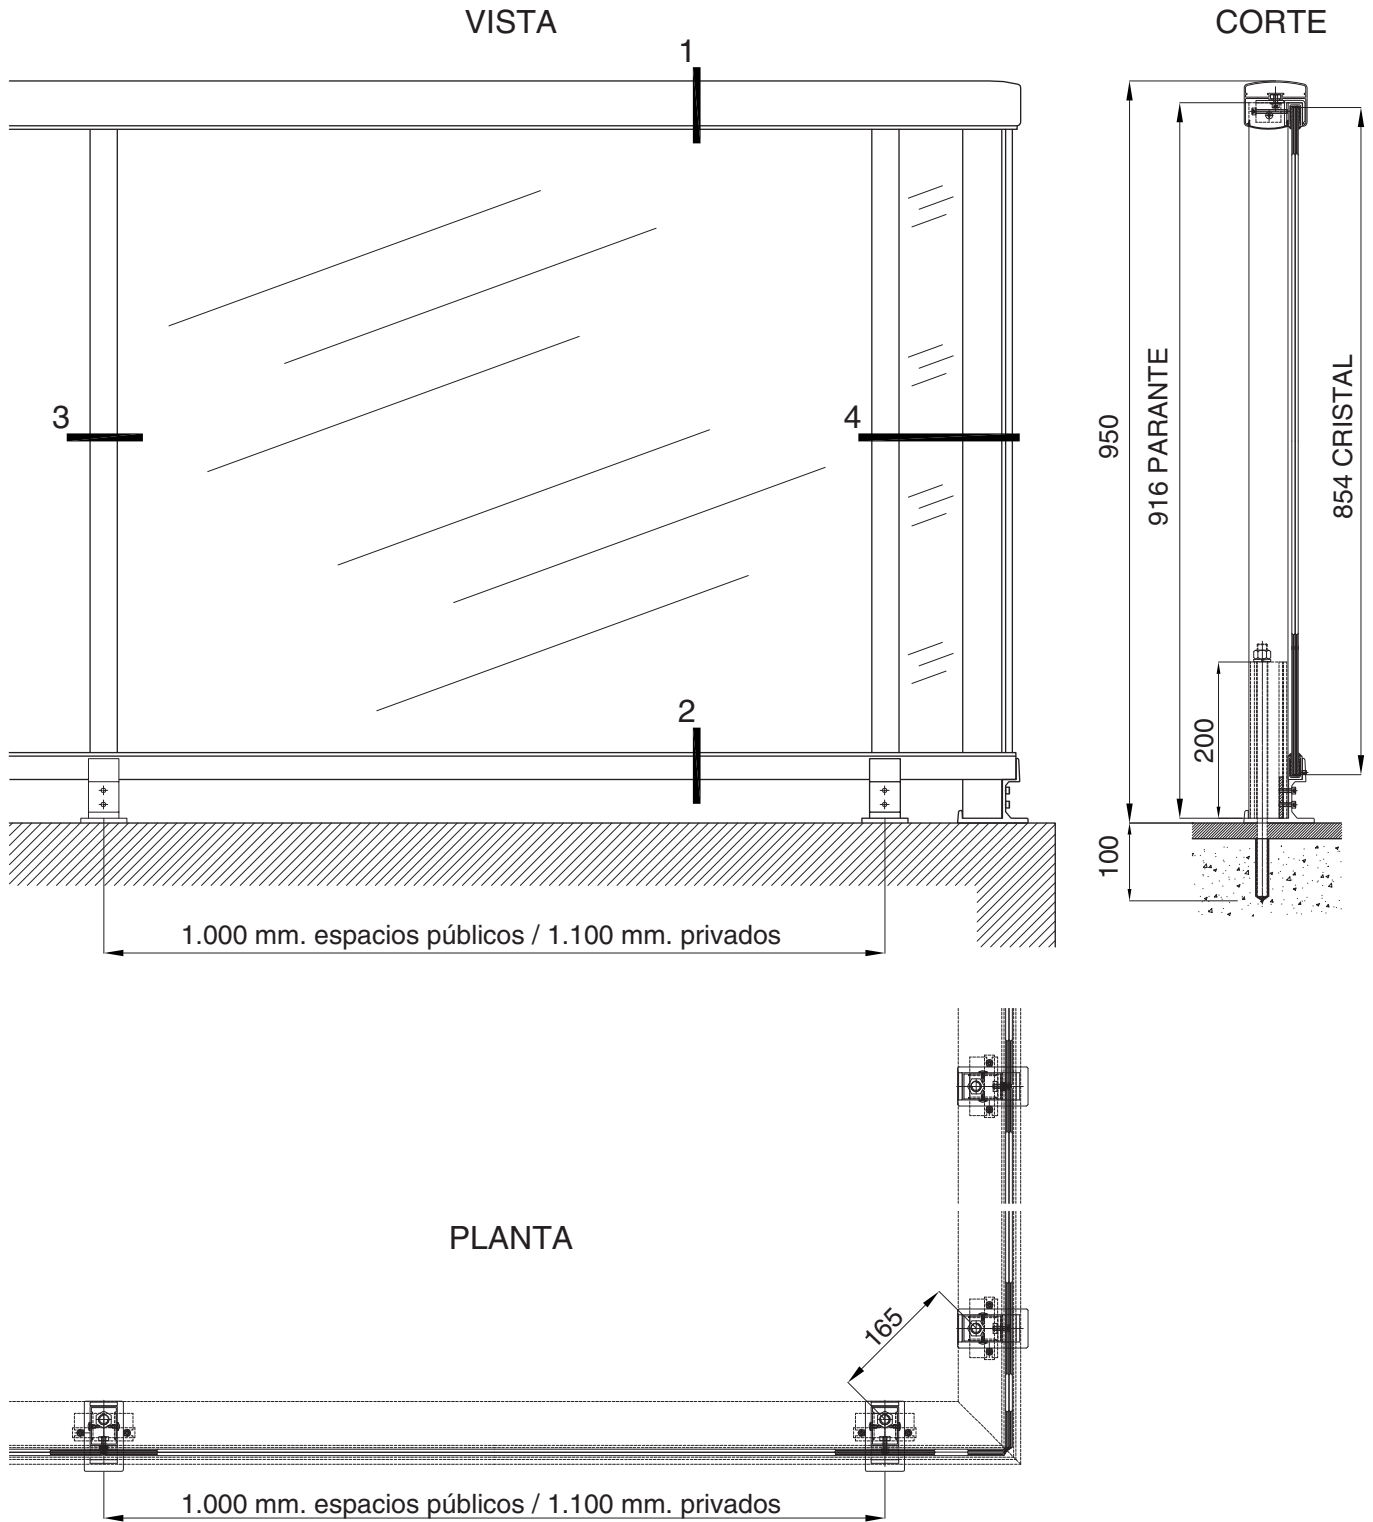 VISTA
CORTE
1
3
4
2
950
916 PARANTE
854 CRISTAL
200
100
1.000 mm. espacios públicos / 1.100 mm. privados
PLANTA
165
1.000 mm. espacios públicos / 1.100 mm. privados